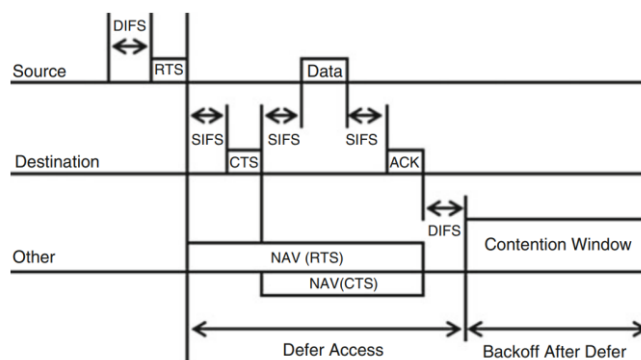 DIFS
Source
RTS
Data
SIFS
SIFS
SIFS
Destination
CTS
ACK
DIFS
Contention Window
Other
NAV (RTS)
NAV(CTS)
Defer Access
Backoff After Defer